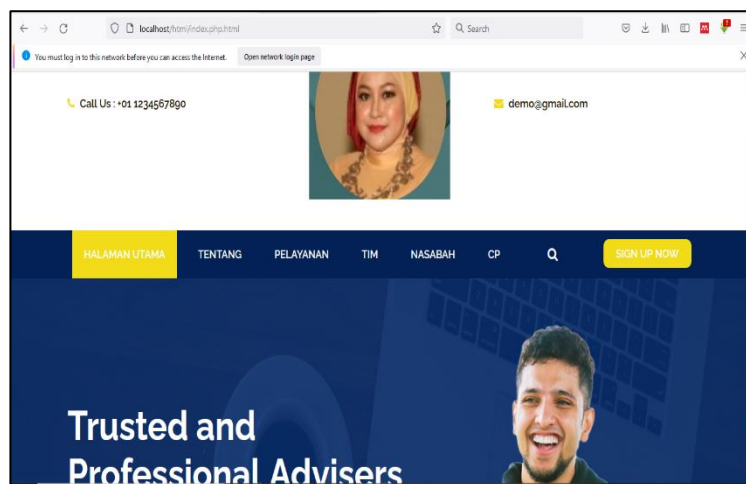 localhost/html/index.php.html
Search
You must log in to this network before you can access the Internet.
Open network login page
Call Us : +01 1234567890
demo@gmail.com
HALAMAN UTAMA
TENTANG
PELAYANAN
TIM
NASABAH
CP
SIGN UP NOW
Trusted and
Professional Advisers